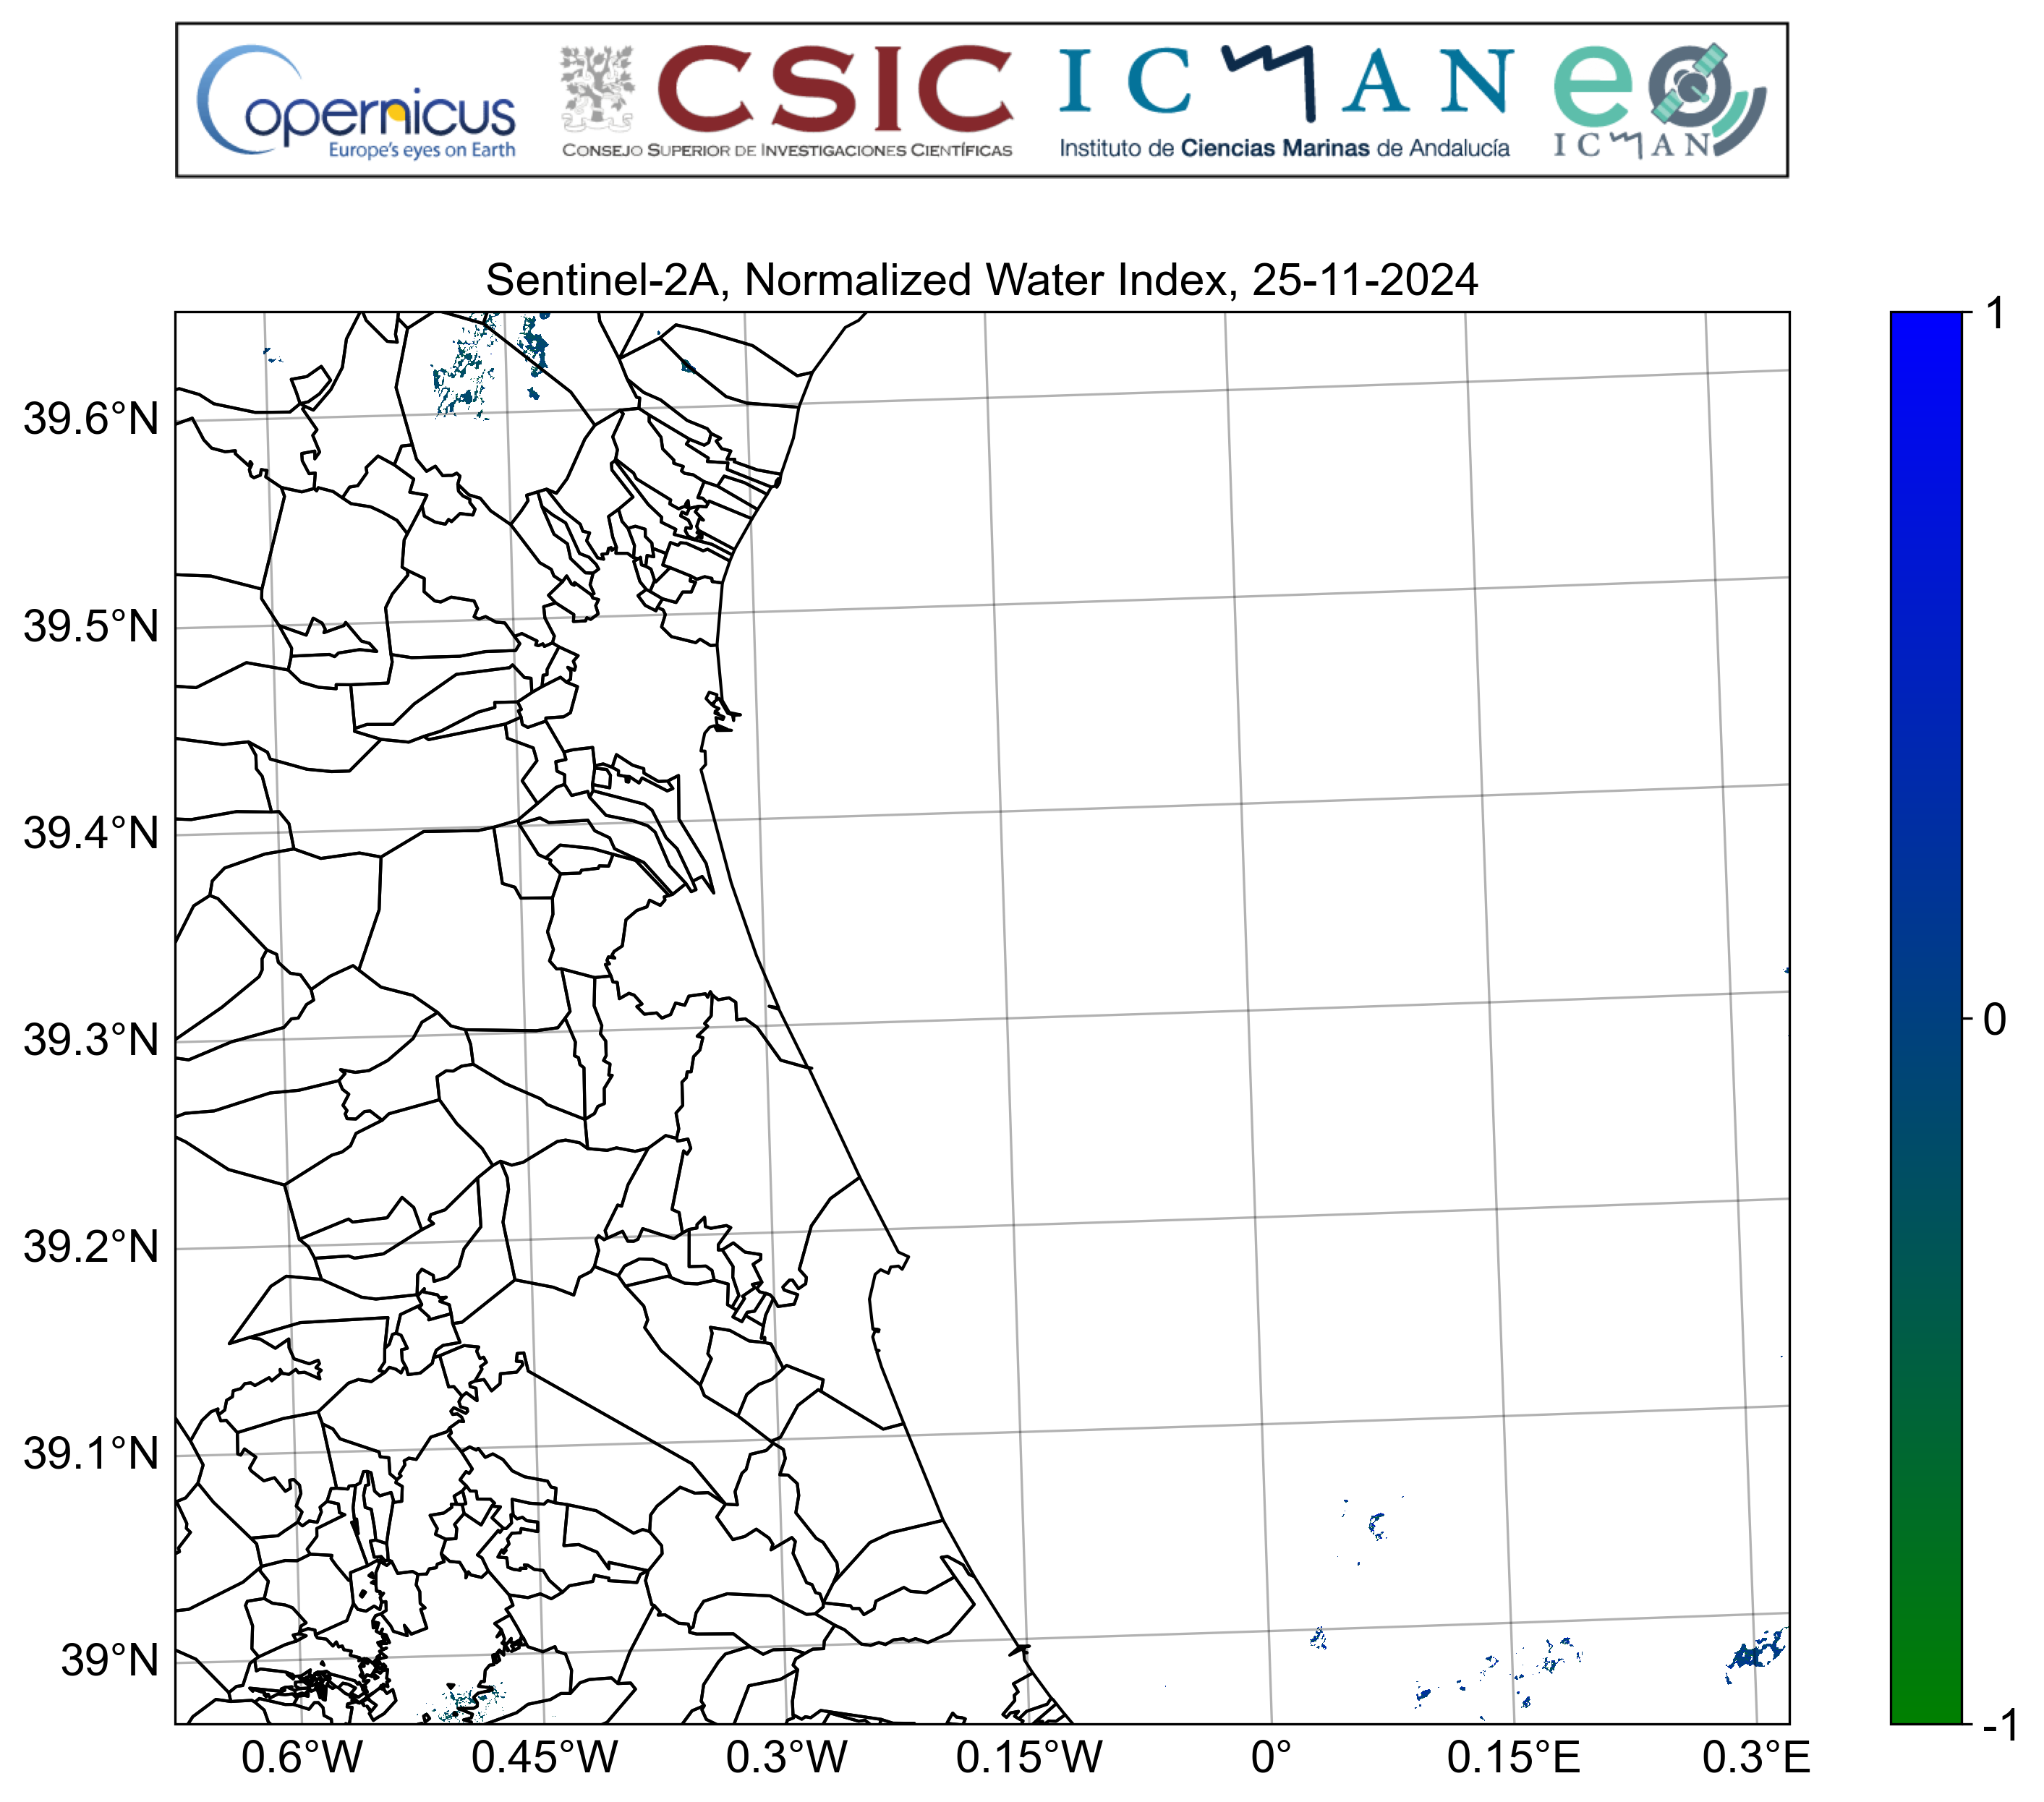 Copernicus
Europe's eyes on Earth
CSIC
CONSEJO SUPERIOR DE INVESTIGACIONES CIENTÍFICAS
ICMAN
Instituto de Ciencias Marinas de Andalucía
eo
ICMAN
Sentinel-2A, Normalized Water Index, 25-11-2024
39.6°N
39.5°N
39.4°N
39.3°N
39.2°N
39.1°N
39°N
0.6°W 0.45°W 0.3°W 0.15°W 0° 0.15°E 0.3°E
1
0
-1